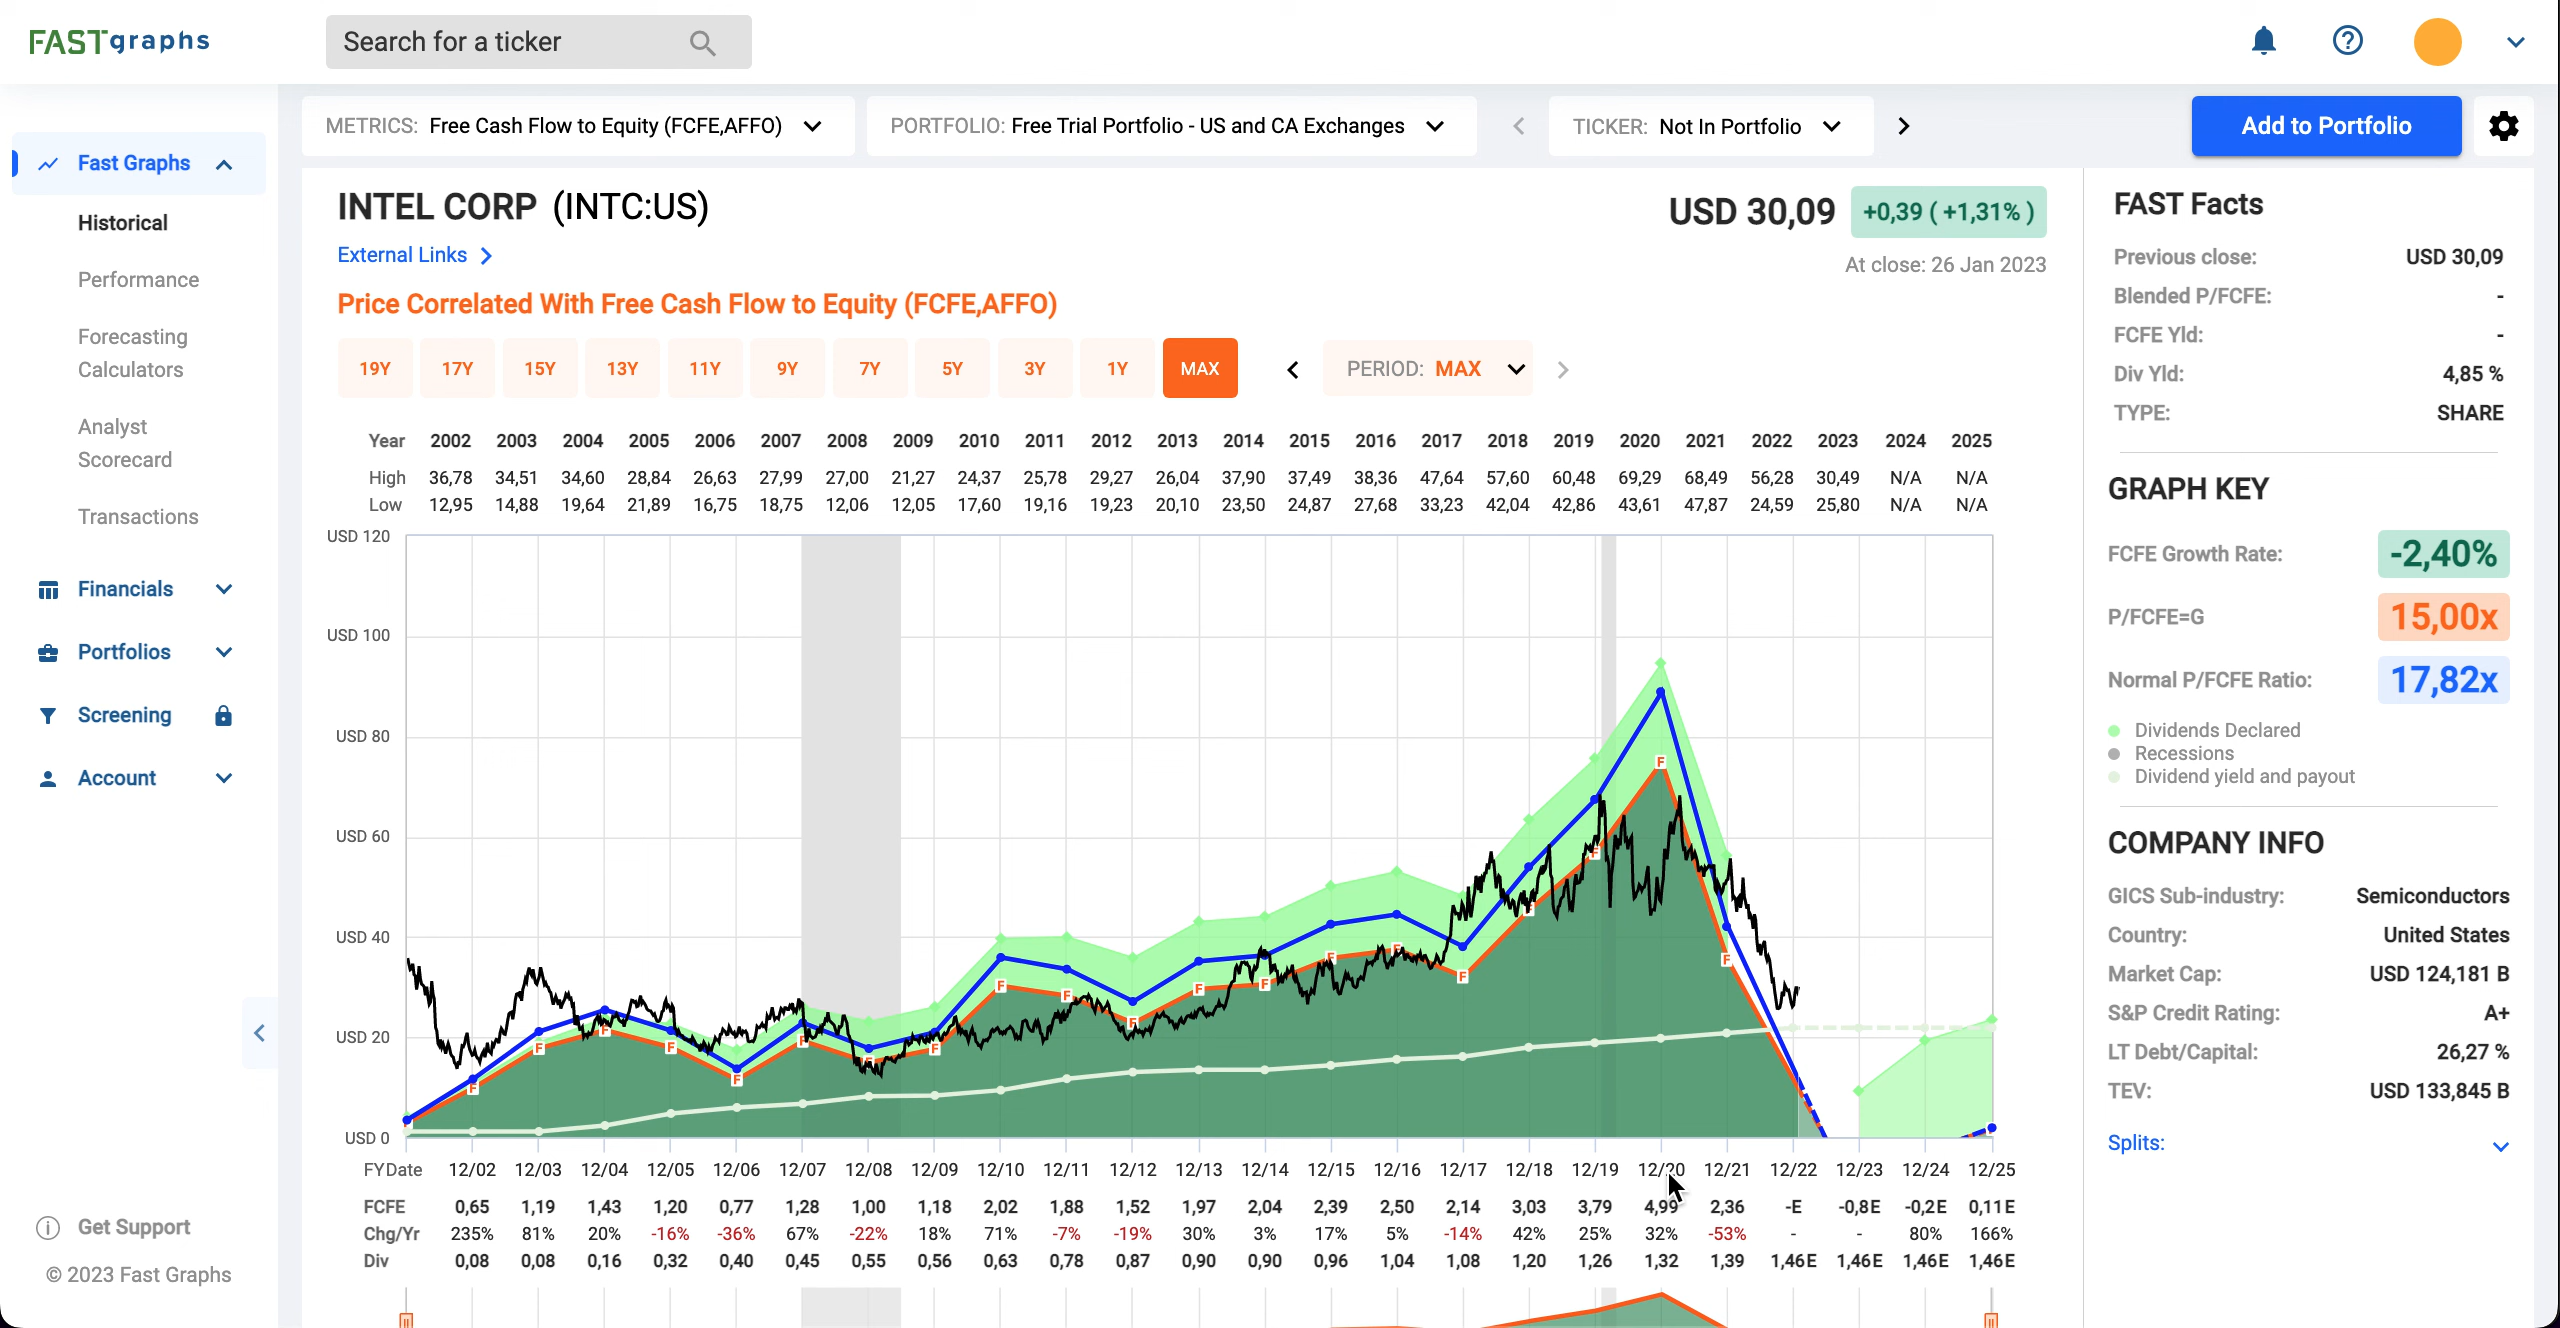 FASTgraphs
Search for a ticker
METRICS: Free Cash Flow to Equity (FCFE,AFFO)
PORTFOLIO: Free Trial Portfolio - US and CA Exchanges
TICKER: Not In Portfolio
Add to Portfolio
Fast Graphs
Historical
Performance
Forecasting
Calculators
Analyst
Scorecard
Transactions
Financials
Portfolios
Screening
Account
Get Support
© 2023 Fast Graphs
INTEL CORP (INTC:US)
USD 30,09 +0,39 ( +1,31% )
External Links
At close: 26 Jan 2023
Price Correlated With Free Cash Flow to Equity (FCFE,AFFO)
19Y 17Y 15Y 13Y 11Y 9Y 7Y 5Y 3Y 1Y MAX PERIOD: MAX
Year 2002 2003 2004 2005 2006 2007 2008 2009 2010 2011 2012 2013 2014 2015 2016 2017 2018 2019 2020 2021 2022 2023 2024 2025
High 36,78 34,51 34,60 28,84 26,63 27,99 27,00 21,27 24,37 25,78 29,27 26,04 37,90 37,49 38,36 47,64 57,60 60,48 69,29 68,49 56,28 30,49 N/A N/A
Low 12,95 14,88 19,64 21,89 16,75 18,75 12,06 12,05 17,60 19,16 19,23 20,10 23,50 24,87 27,68 33,23 42,04 42,86 43,61 47,87 24,59 25,80 N/A N/A
USD 120
USD 100
USD 80
USD 60
USD 40
USD 20
USD 0
F F F F F F F F F F F F F F F F F F F F
FYDate 12/02 12/03 12/04 12/05 12/06 12/07 12/08 12/09 12/10 12/11 12/12 12/13 12/14 12/15 12/16 12/17 12/18 12/19 12/20 12/21 12/22 12/23 12/24 12/25
FCFE 0,65 1,19 1,43 1,20 0,77 1,28 1,00 1,18 2,02 1,88 1,52 1,97 2,04 2,39 2,50 2,14 3,03 3,79 4,99 2,36 -E -0,8E -0,2E 0,11E
Chg/Yr 235% 81% 20% -16% -36% 67% -22% 18% 71% -7% -19% 30% 3% 17% 5% -14% 42% 25% 32% -53% - - 80% 166%
Div 0,08 0,08 0,16 0,32 0,40 0,45 0,55 0,56 0,63 0,78 0,87 0,90 0,90 0,96 1,04 1,08 1,20 1,26 1,32 1,39 1,46E 1,46E 1,46E 1,46E
FAST Facts
Previous close: USD 30,09
Blended P/FCFE: -
FCFE Yld: -
Div Yld: 4,85 %
TYPE: SHARE
GRAPH KEY
FCFE Growth Rate: -2,40%
P/FCFE=G 15,00x
Normal P/FCFE Ratio: 17,82x
Dividends Declared
Recessions
Dividend yield and payout
COMPANY INFO
GICS Sub-industry: Semiconductors
Country: United States
Market Cap: USD 124,181 B
S&P Credit Rating: A+
LT Debt/Capital: 26,27 %
TEV: USD 133,845 B
Splits: